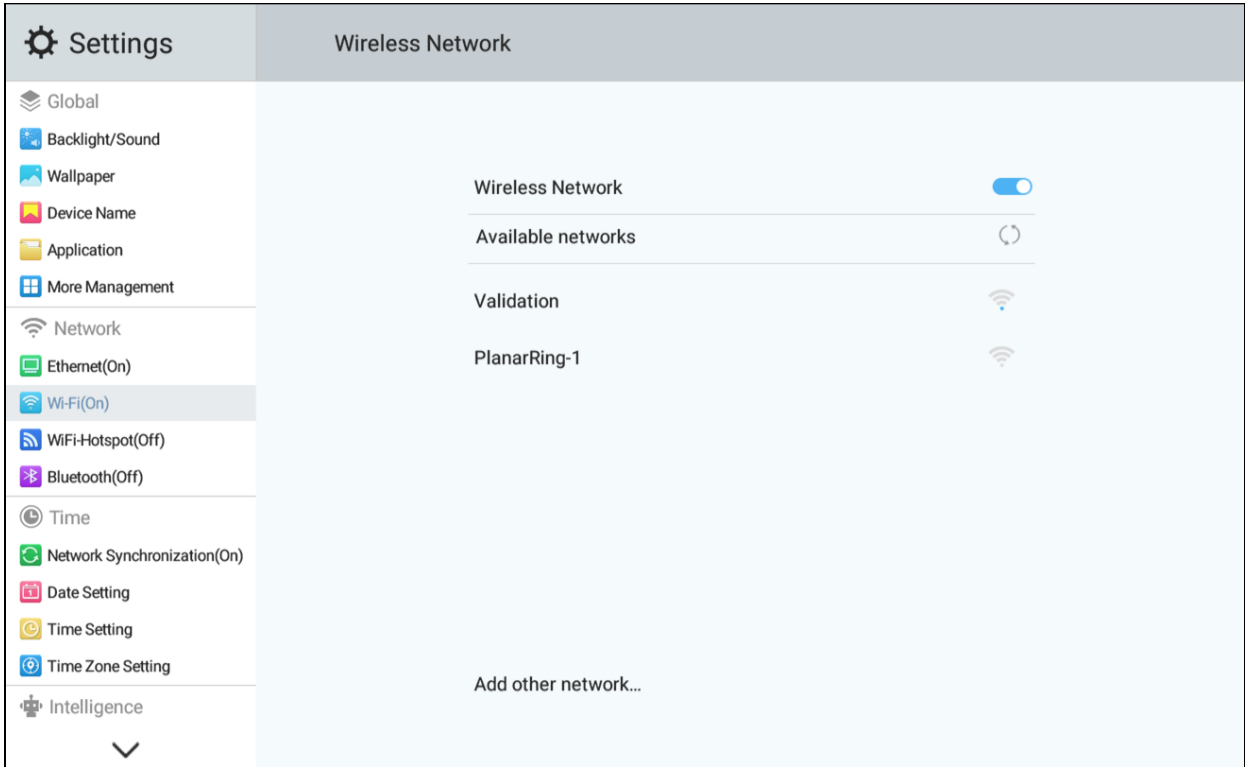 Settings
Wireless Network
Global
Backlight/Sound
Wallpaper
Device Name
Application
More Management
Network
Ethernet(On)
Wi-Fi(On)
WiFi-Hotspot(Off)
Bluetooth(Off)
Time
Network Synchronization(On)
Date Setting
Time Setting
Time Zone Setting
Intelligence
Wireless Network
Available networks
Validation
PlanarRing-1
Add other network…